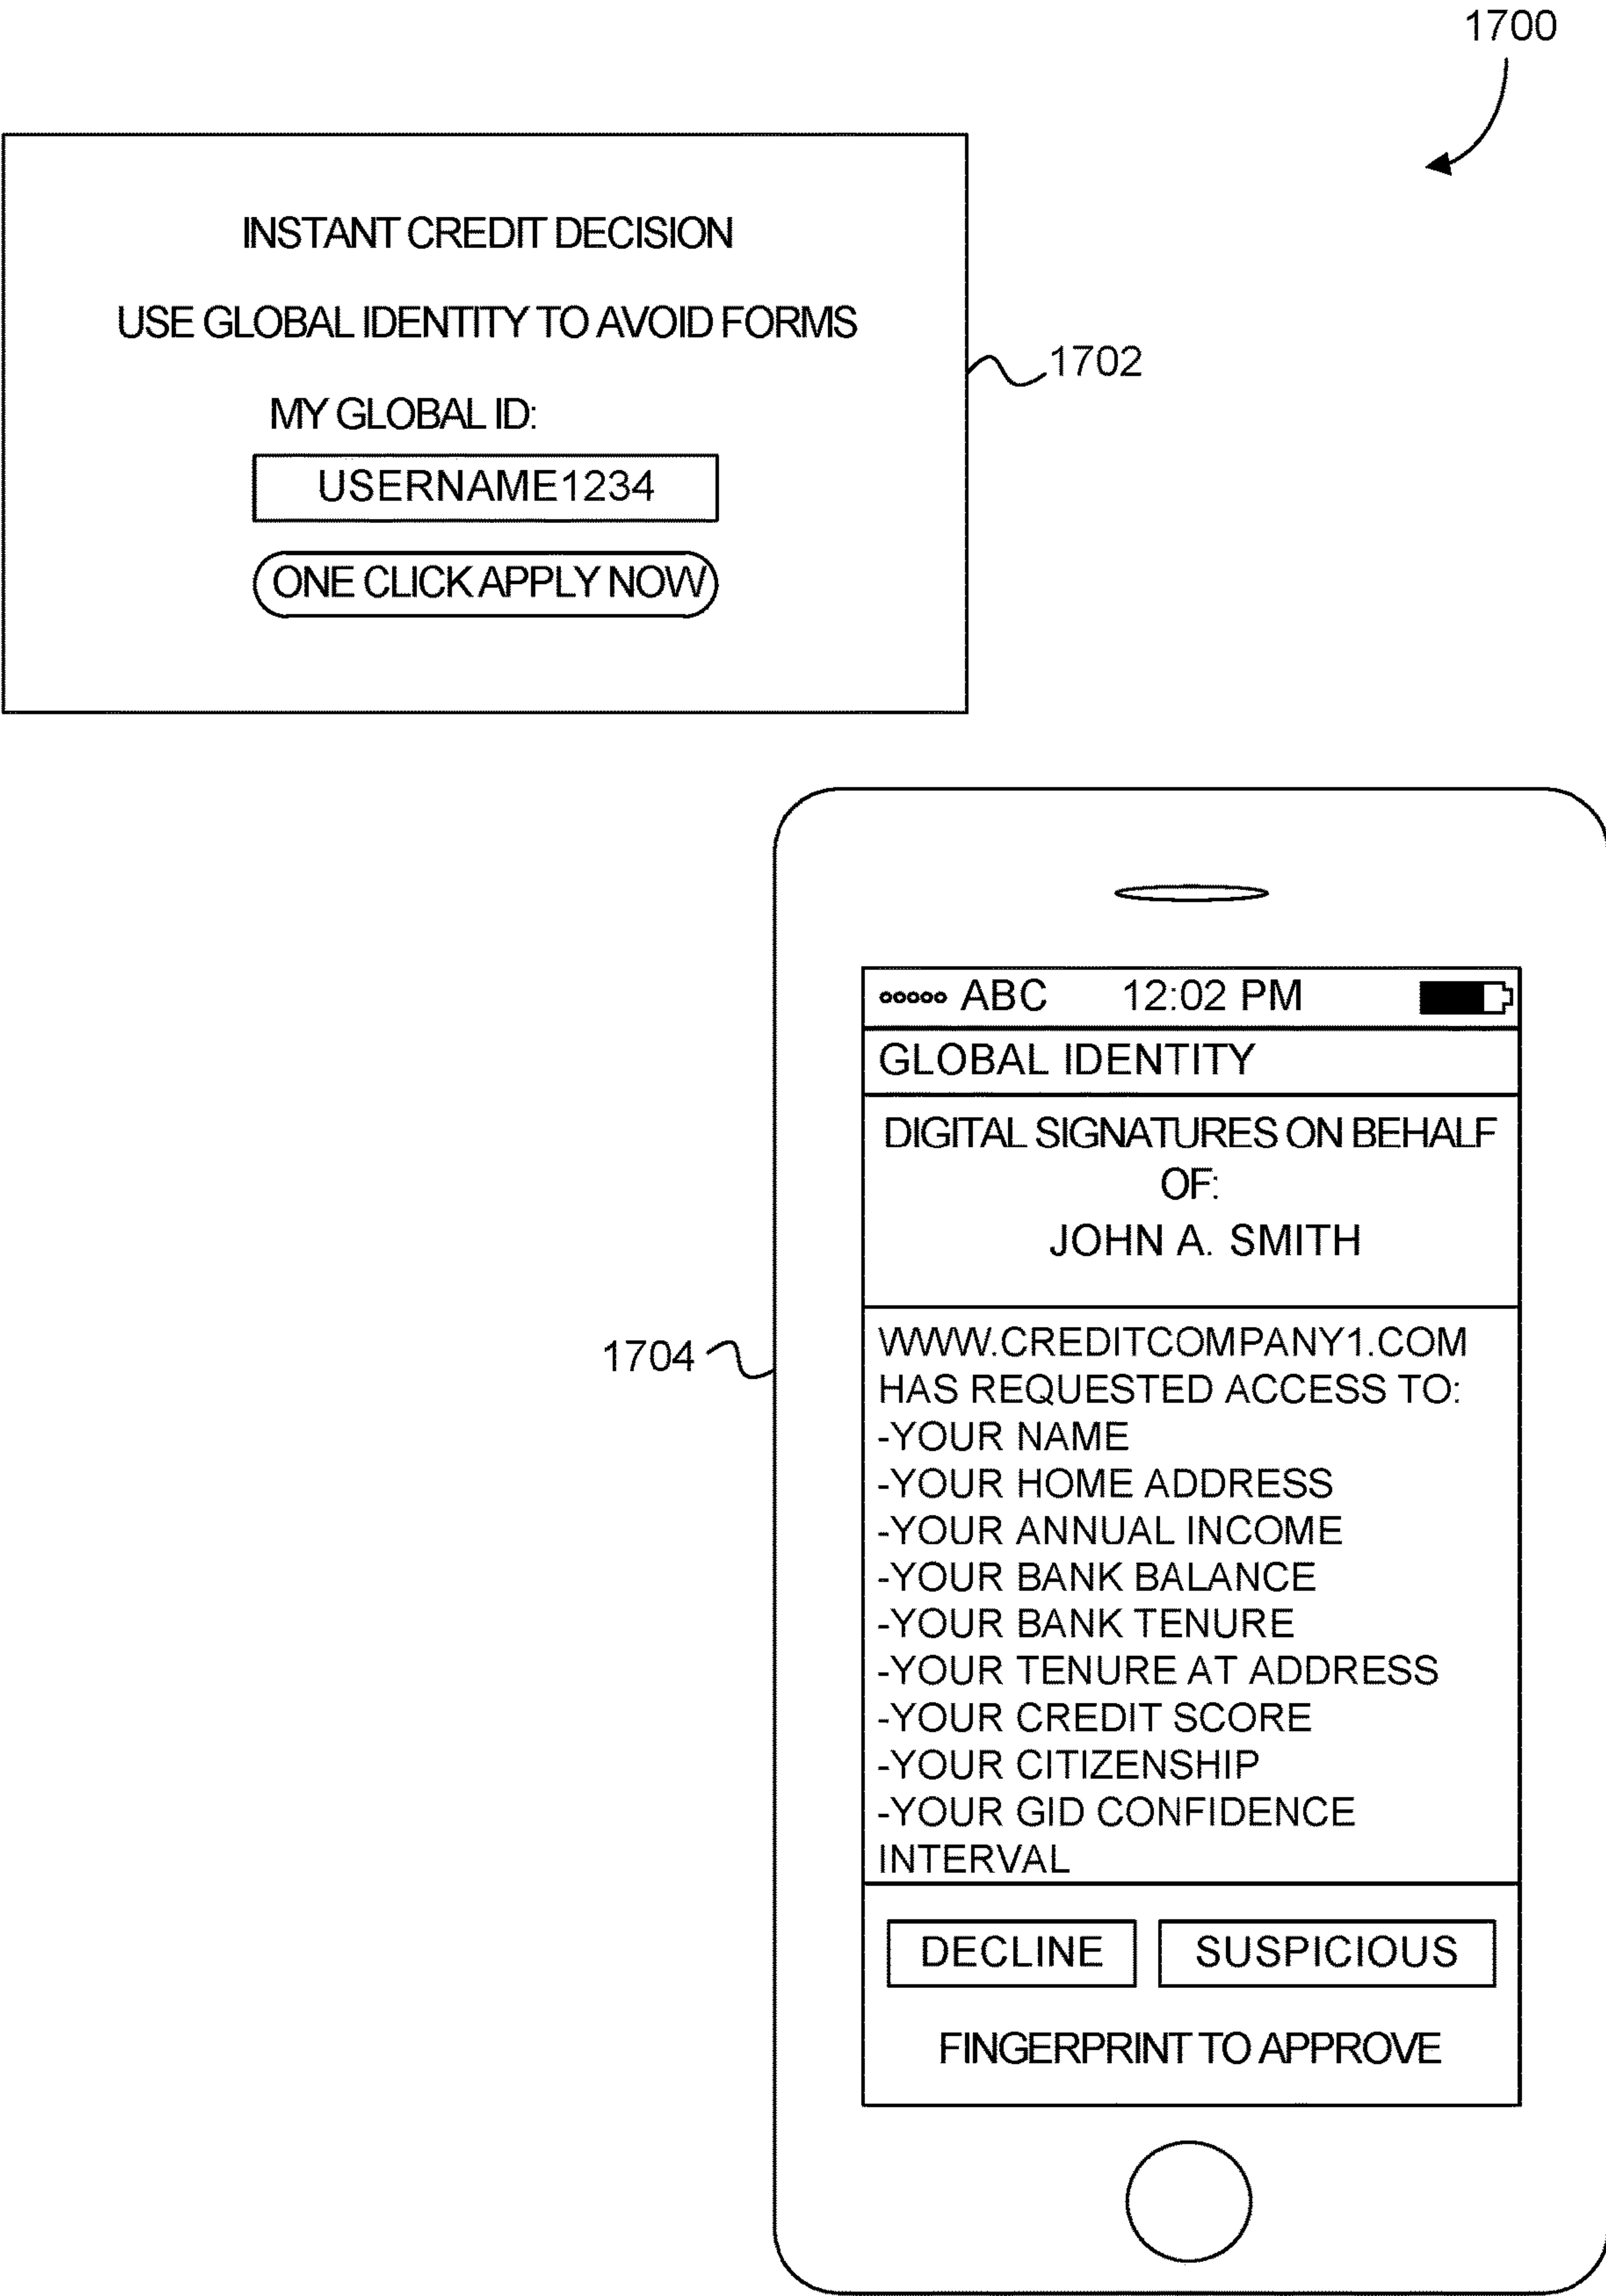 1700
INSTANT CREDIT DECISION
USE GLOBAL IDENTITY TO AVOID FORMS
1702
MY GLOBAL ID:
USERNAME1234
ONE CLICK APPLY NOW
ABC 12:02 PM
GLOBAL IDENTITY
DIGITAL SIGNATURES ON BEHALF
OF:
JOHN A. SMITH
1704
WWW.CREDITCOMPANY1.COM
HAS REQUESTED ACCESS TO:
-YOUR NAME
-YOUR HOME ADDRESS
-YOUR ANNUAL INCOME
-YOUR BANK BALANCE
-YOUR BANK TENURE
-YOUR TENURE AT ADDRESS
-YOUR CREDIT SCORE
-YOUR CITIZENSHIP
-YOUR GID CONFIDENCE
INTERVAL
DECLINE SUSPICIOUS
FINGERPRINT TO APPROVE